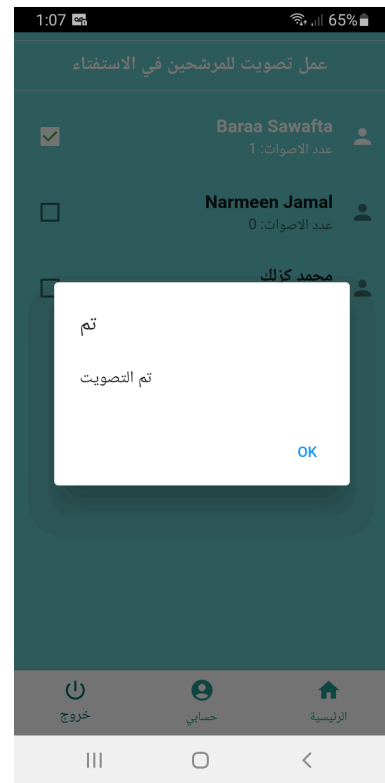 1:07
65%
عمل تصويت للمرشحين في الاستفتاء
Baraa Sawafta
عدد الاصوات: 1
Narmeen Jamal
عدد الاصوات: 0
محمد كزلك
تم
تم التصويت
OK
الرئيسية
حسابي
خروج